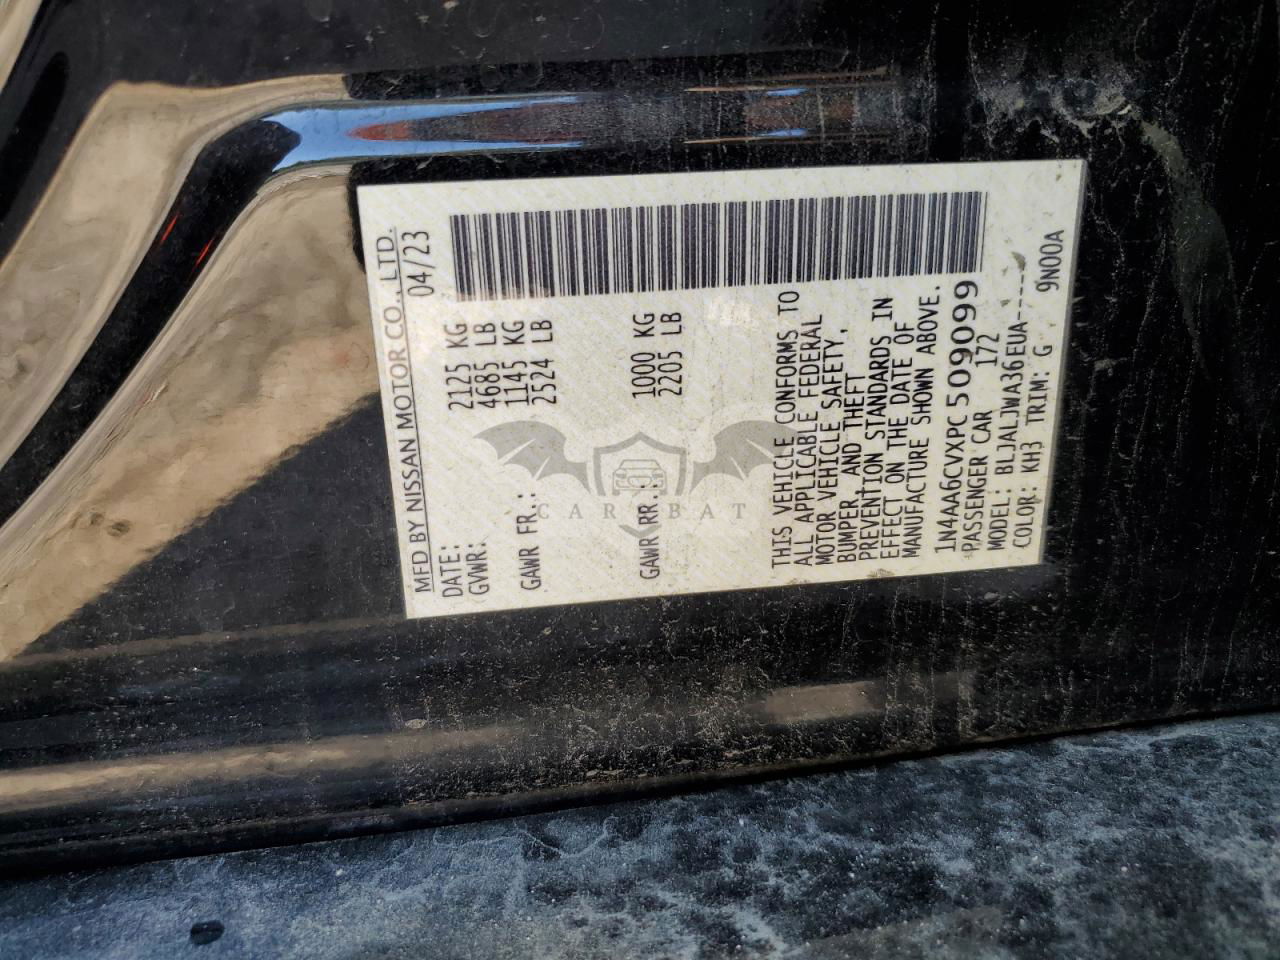 MFD BY NISSAN MOTOR CO., LTD.
DATE: 04/23
GVWR: 2125 KG
4685 LB
GAWR FR.: 1145 KG
2524 LB
GAWR RR.: 1000 KG
2205 LB
THIS VEHICLE CONFORMS TO
ALL APPLICABLE FEDERAL
MOTOR VEHICLE SAFETY,
BUMPER, AND THEFT
PREVENTION STANDARDS IN
EFFECT ON THE DATE OF
MANUFACTURE SHOWN ABOVE.
1N4AA6CVXPC509099
PASSENGER CAR 172
MODEL: BLJALJWA36EUA-----
COLOR: KH3 TRIM: G 9N00A
CAR BAT